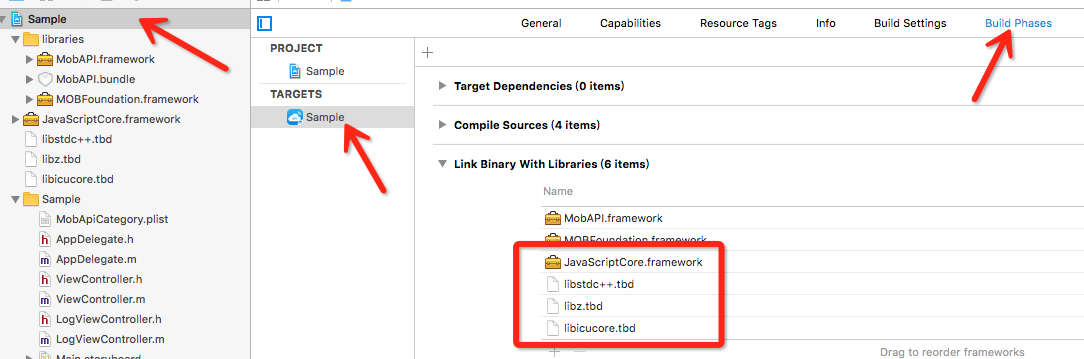 Sample
libraries
MobAPI.framework
MobAPI.bundle
MOBFoundation.framework
JavaScriptCore.framework
libstdc++.tbd
libz.tbd
libicucore.tbd
Sample
MobApiCategory.plist
h AppDelegate.h
m AppDelegate.m
h ViewController.h
m ViewController.m
h LogViewController.h
m LogViewController.m
Main.storyboard
General Capabilities Resource Tags Info Build Settings Build Phases
PROJECT
Sample
TARGETS
Sample
Target Dependencies (0 items)
Compile Sources (4 items)
Link Binary With Libraries (6 items)
Name
MobAPI.framework
MOBFoundation.framework
JavaScriptCore.framework
libstdc++.tbd
libz.tbd
libicucore.tbd
Drag to reorder frameworks